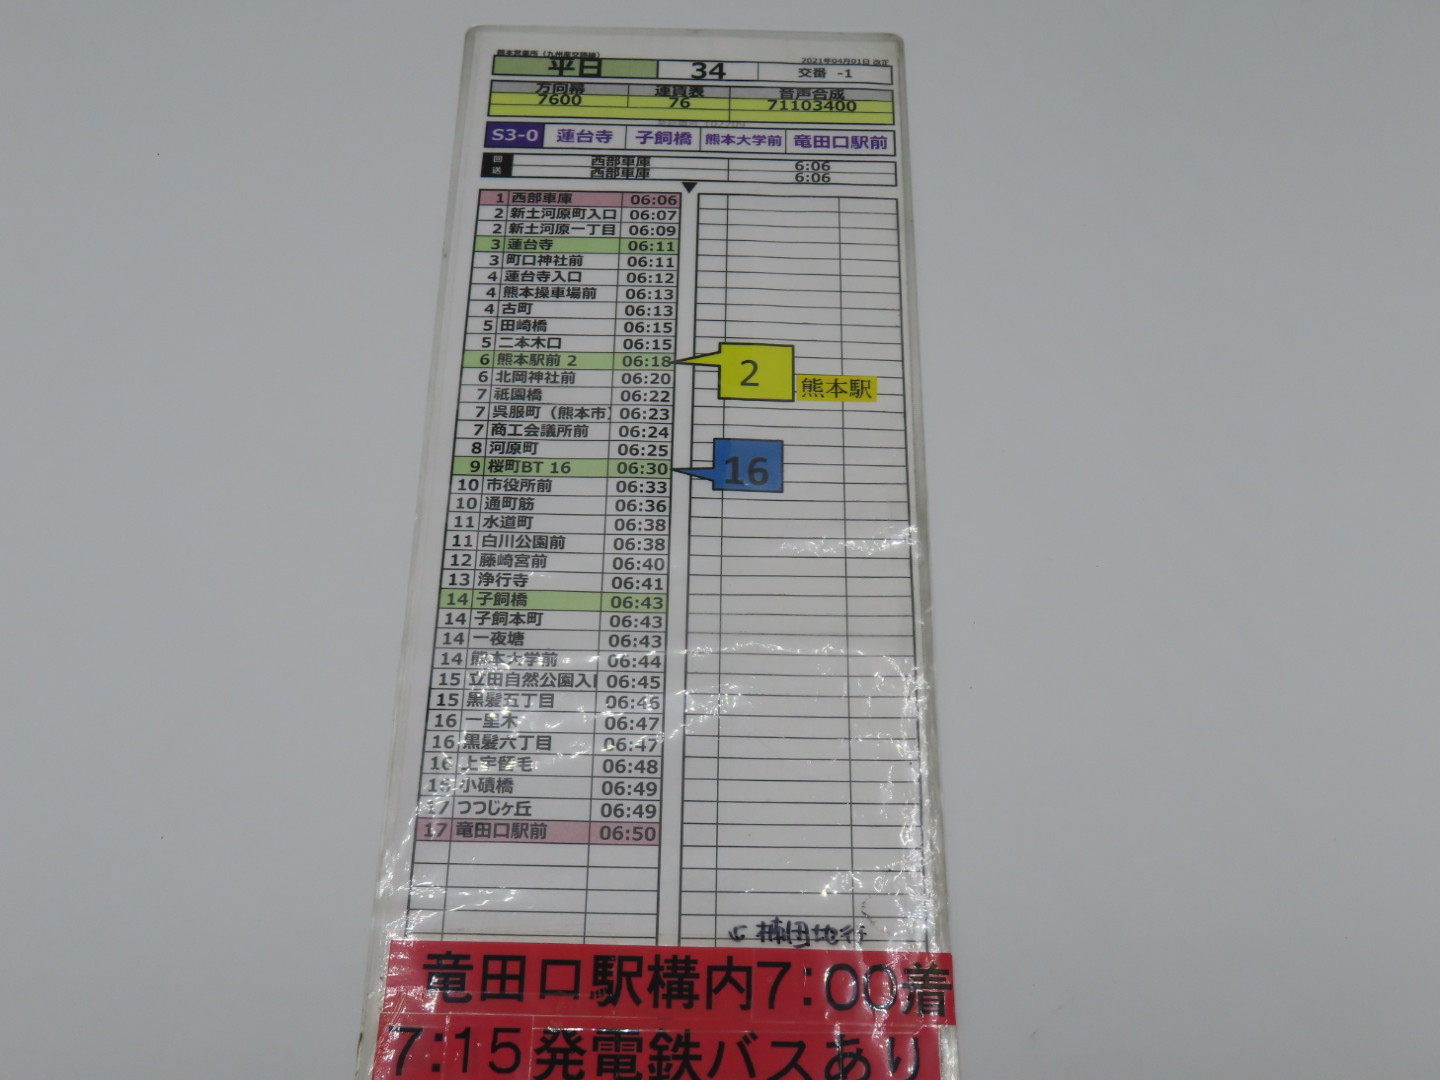 熊本営業所（九州産交路線）
2021年04月01日 改正
平日 34 交番 -1
方向幕 運賃表 音声合成
7600 76 71103400
S3-0 蓮台寺 子飼橋 熊本大学前 竜田口駅前
回送 西部車庫 6:06
西部車庫 6:06
1 西部車庫 06:06
2 新土河原町入口 06:07
2 新土河原一丁目 06:09
3 蓮台寺 06:11
3 町口神社前 06:11
4 蓮台寺入口 06:12
4 熊本操車場前 06:13
4 古町 06:13
5 田崎橋 06:15
5 二本木口 06:15
6 熊本駅前 2 06:18
2 熊本駅
6 北岡神社前 06:20
7 祇園橋 06:22
7 呉服町（熊本市） 06:23
7 商工会議所前 06:24
8 河原町 06:25
9 桜町BT 16 06:30
16
10 市役所前 06:33
10 通町筋 06:36
11 水道町 06:38
11 白川公園前 06:38
12 藤崎宮前 06:40
13 浄行寺 06:41
14 子飼橋 06:43
14 子飼本町 06:43
14 一夜塘 06:43
14 熊本大学前 06:44
15 立田自然公園入口 06:45
15 黒髪五丁目 06:46
16 一里木 06:47
16 黒髪六丁目 06:47
16 上宇留毛 06:48
小磧橋 06:49
17 つつじヶ丘 06:49
17 竜田口駅前 06:50
竜田口駅構内7:00着
7:15発電鉄バスあり